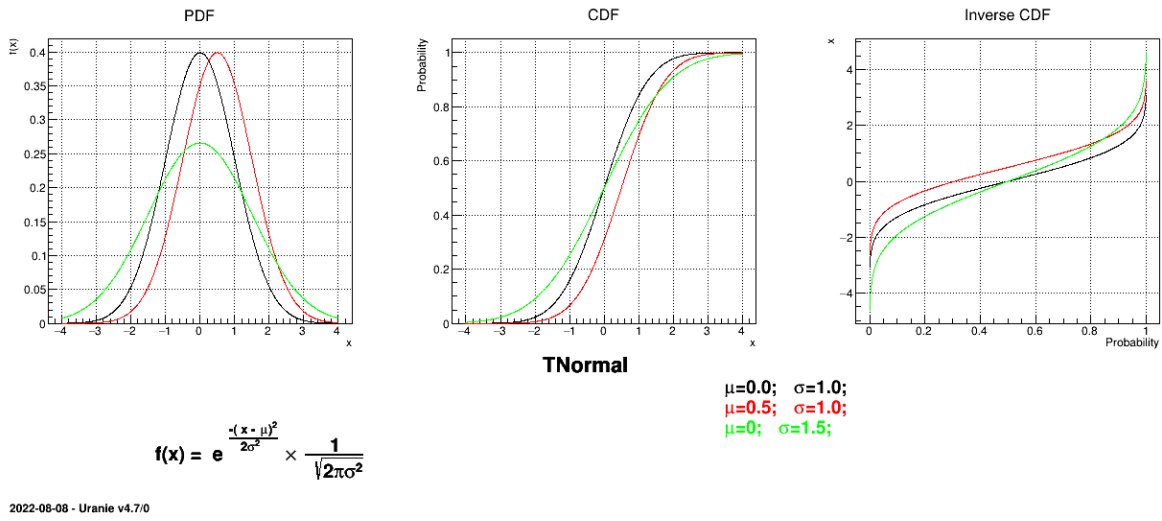 PDF CDF Inverse CDF
f(x)
0.4
0.35
0.3
0.25
0.2
0.15
0.1
0.05
0
−4 −3 −2 −1 0 1 2 3 4
x
Probability
1
0.8
0.6
0.4
0.2
0
−4 −3 −2 −1 0 1 2 3 4
x
x
4
2
0
−2
−4
0 0.2 0.4 0.6 0.8 1
Probability
TNormal
μ=0.0; σ=1.0;
μ=0.5; σ=1.0;
μ=0; σ=1.5;
f(x) = e^(-( x - μ)²/2σ²) × 1/√2πσ²
2022-08-08 - Uranie v4.7/0